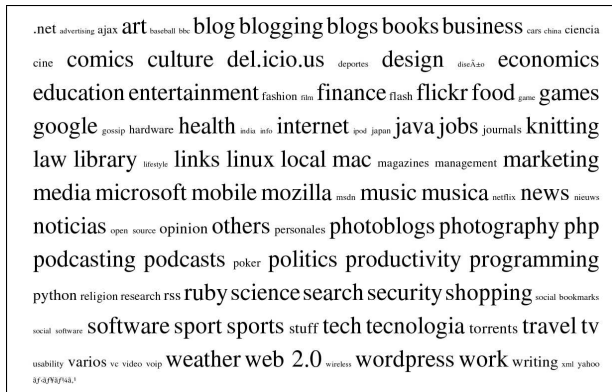 .net advertising ajax art baseball bbc blog blogging blogs books business cars china ciencia
cine comics culture del.icio.us deportes design diseÃ±o economics
education entertainment fashion film finance flash flickr food game games
google gossip hardware health india info internet ipod japan java jobs journals knitting
law library lifestyle links linux local mac magazines management marketing
media microsoft mobile mozilla msdn music musica netflix news nieuws
noticias open source opinion others personales photoblogs photography php
podcasting podcasts poker politics productivity programming
python religion research rss ruby science search security shopping social bookmarks
social software software sport sports stuff tech tecnologia torrents travel tv
usability varios vc video voip weather web 2.0 wireless wordpress work writing xml yahoo